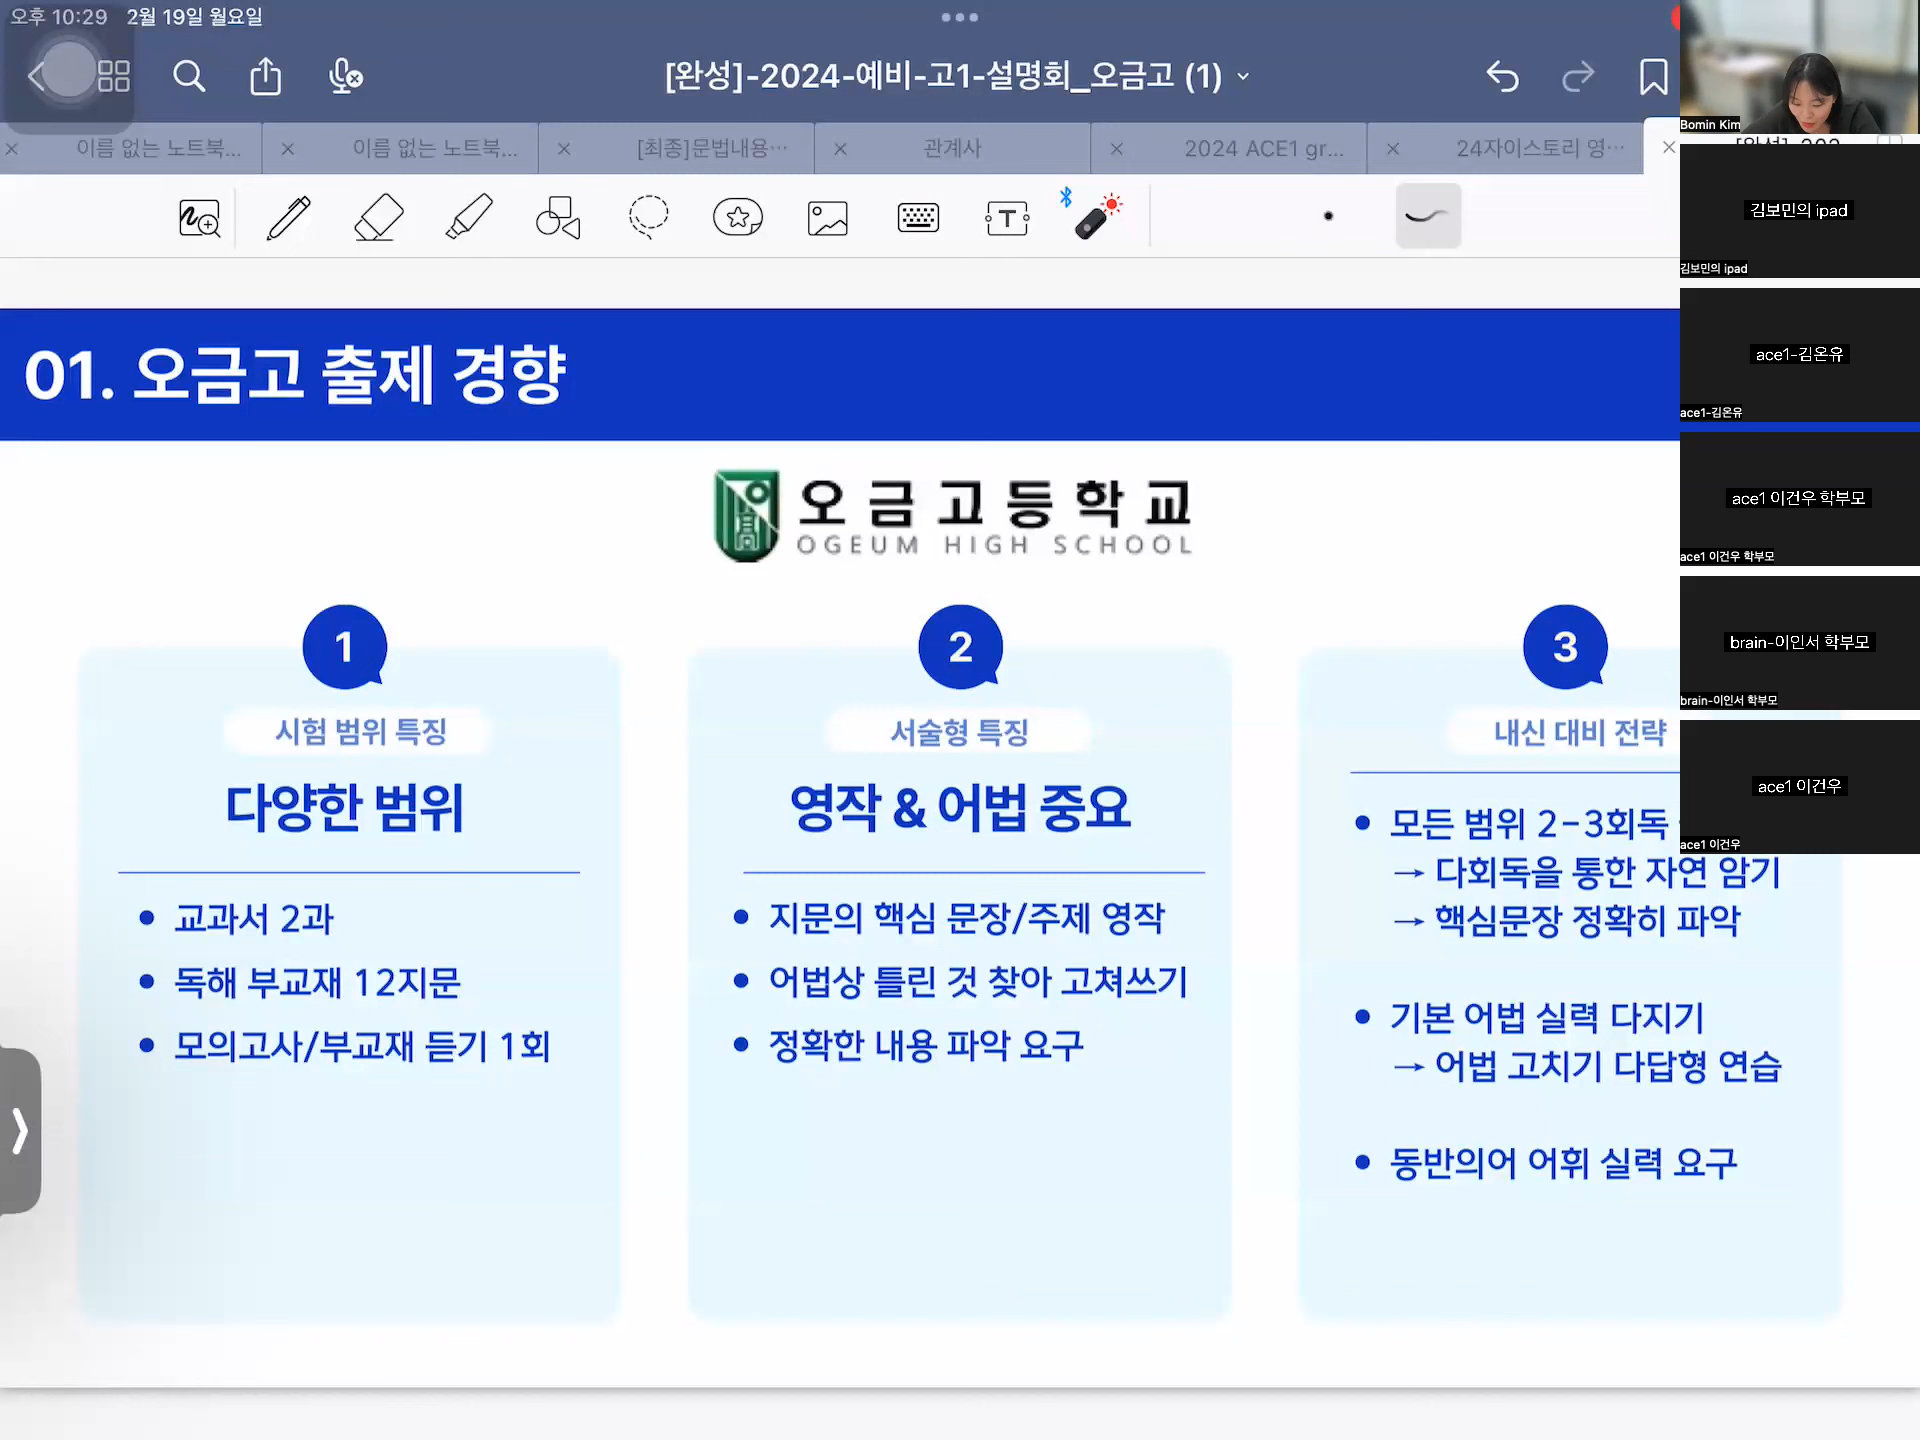 오후 10:29 2월 19일 월요일
[완성]-2024-예비-고1-설명회_오금고 (1)
이름 없는 노트북...
이름 없는 노트북...
[최종]문법내용...
관계사
2024 ACE1 gr...
24자이스토리 영...
01. 오금고 출제 경향
오금고등학교
OGEUM HIGH SCHOOL
1
시험 범위 특징
다양한 범위
• 교과서 2과
• 독해 부교재 12지문
• 모의고사/부교재 듣기 1회
2
서술형 특징
영작 & 어법 중요
• 지문의 핵심 문장/주제 영작
• 어법상 틀린 것 찾아 고쳐쓰기
• 정확한 내용 파악 요구
3
내신 대비 전략
• 모든 범위 2-3회독
→ 다회독을 통한 자연 암기
→ 핵심문장 정확히 파악
• 기본 어법 실력 다지기
→ 어법 고치기 다답형 연습
• 동반의어 어휘 실력 요구
Bomin Kim
김보민의 ipad
김보민의 ipad
ace1-김온유
ace1-김온유
ace1 이건우 학부모
ace1 이건우 학부모
brain-이인서 학부모
brain-이인서 학부모
ace1 이건우
ace1 이건우